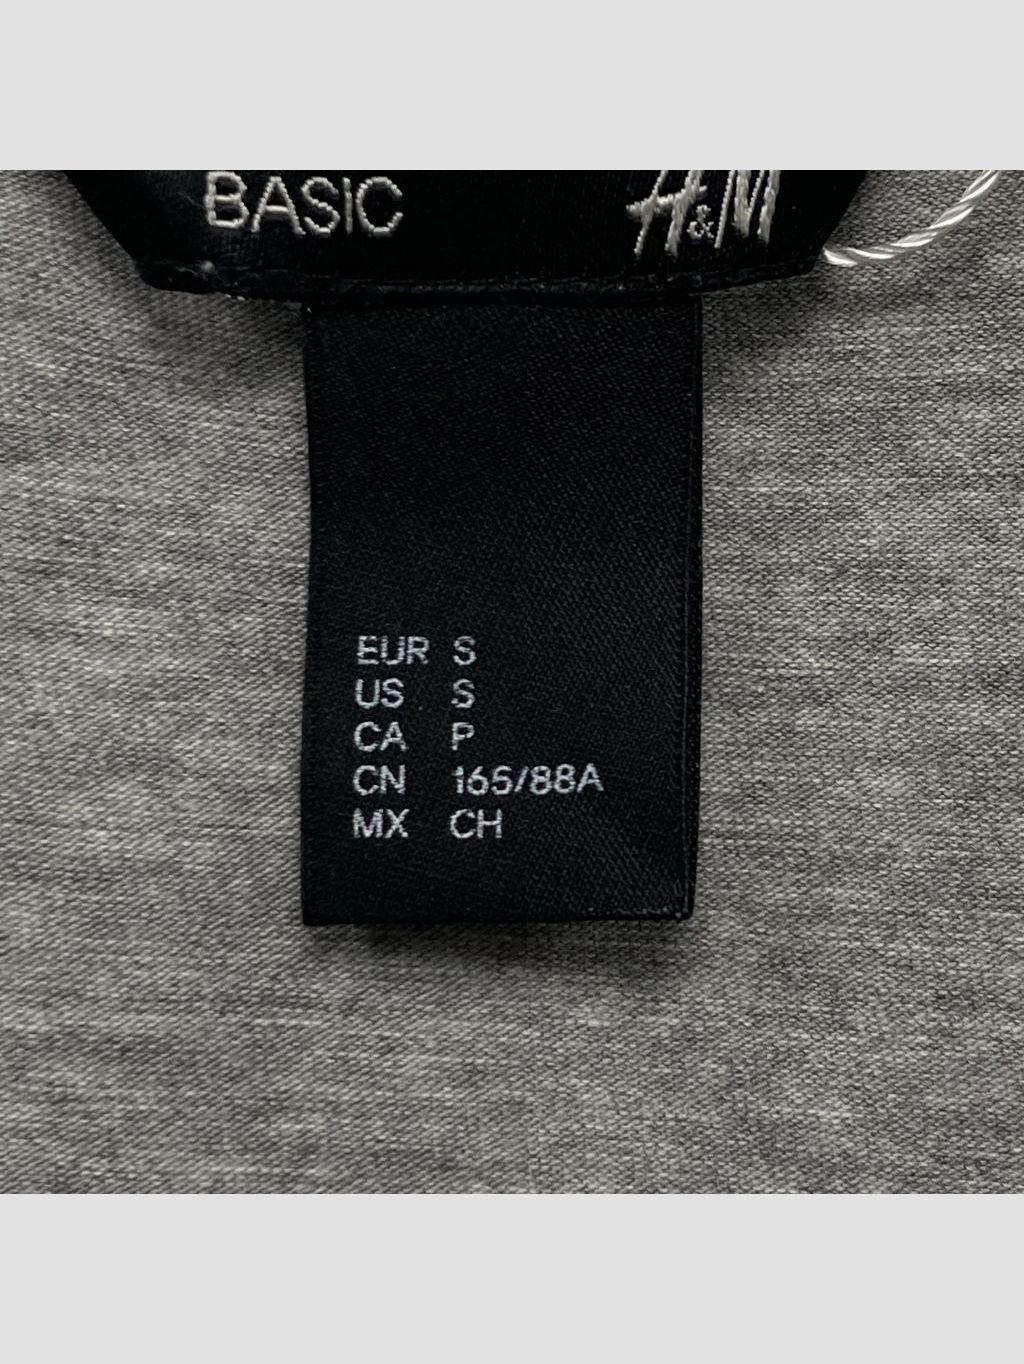 BASIC H&M
EUR S
US S
CA P
CN 165/88A
MX CH